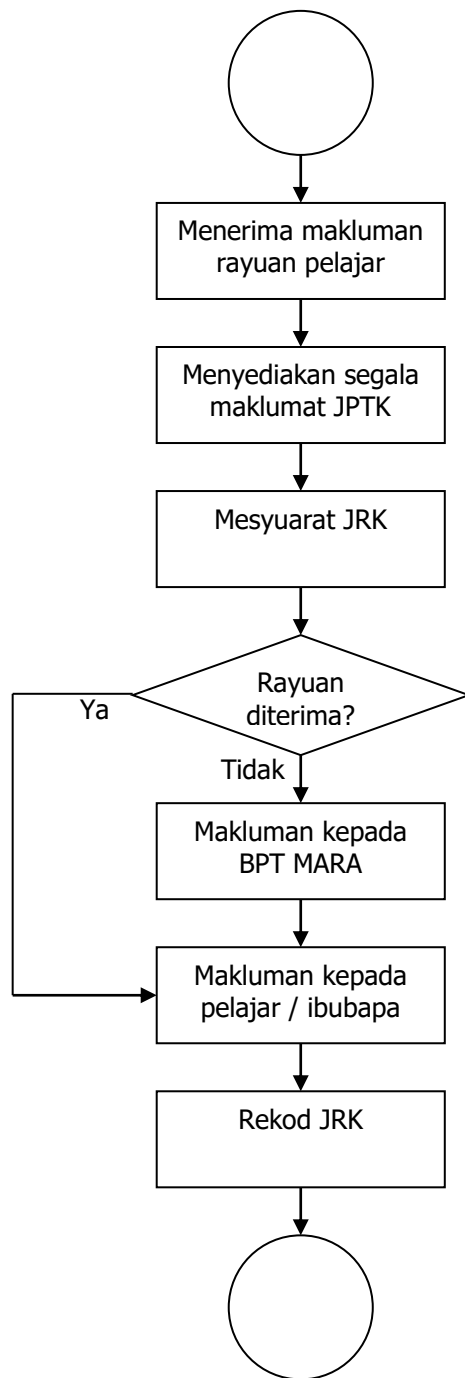 Menerima makluman
rayuan pelajar
Menyediakan segala
maklumat JPTK
Mesyuarat JRK
Rayuan
diterima?
Ya
Tidak
Makluman kepada
BPT MARA
Makluman kepada
pelajar / ibubapa
Rekod JRK